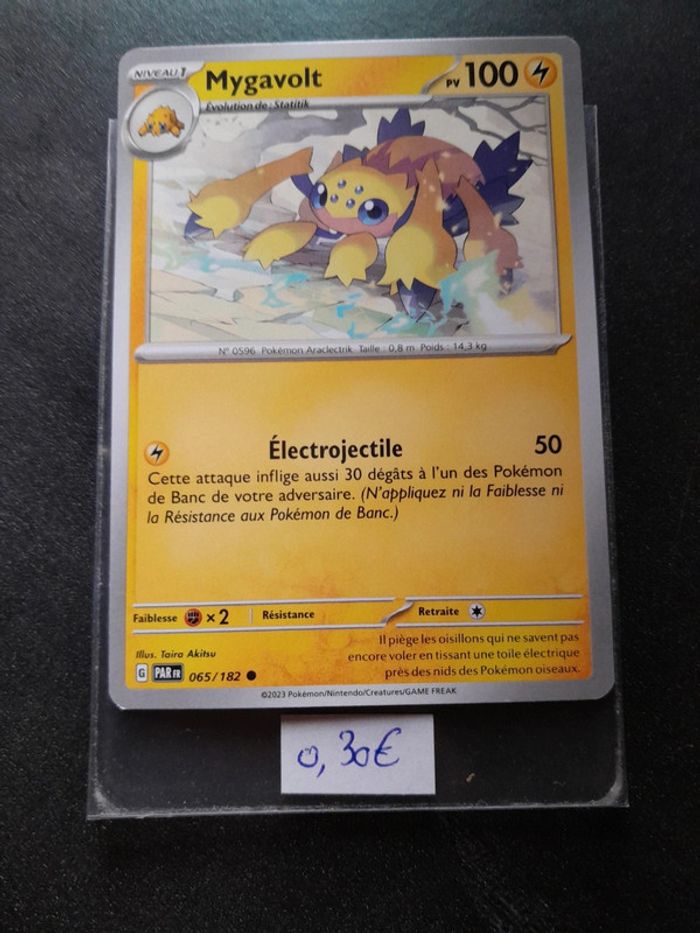 NIVEAU 1 Mygavolt PV 100
Évolution de : Statitik
N° 0596 Pokémon Araclectrik Taille : 0,8 m Poids : 14,3 kg
Électrojectile 50
Cette attaque inflige aussi 30 dégâts à l'un des Pokémon
de Banc de votre adversaire. (N'appliquez ni la Faiblesse ni
la Résistance aux Pokémon de Banc.)
Faiblesse × 2 Résistance Retraite
Illus. Taira Akitsu
Il piège les oisillons qui ne savent pas
encore voler en tissant une toile électrique
près des nids des Pokémon oiseaux.
G PAR FR 065/182
©2023 Pokémon/Nintendo/Creatures/GAME FREAK
0,30€